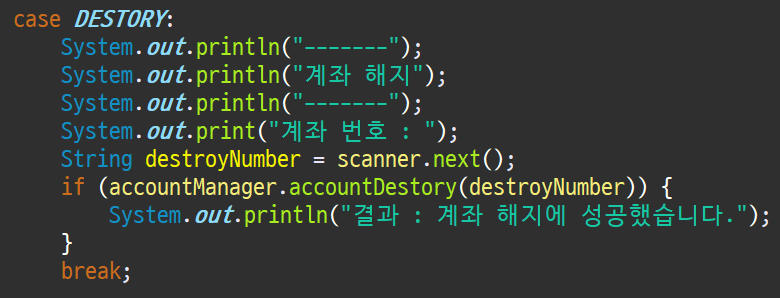 case DESTORY:
System.out.println("-------");
System.out.println("계좌 해지");
System.out.println("-------");
System.out.print("계좌 번호 : ");
String destroyNumber = scanner.next();
if (accountManager.accountDestory(destroyNumber)) {
System.out.println("결과 : 계좌 해지에 성공했습니다.");
}
break;